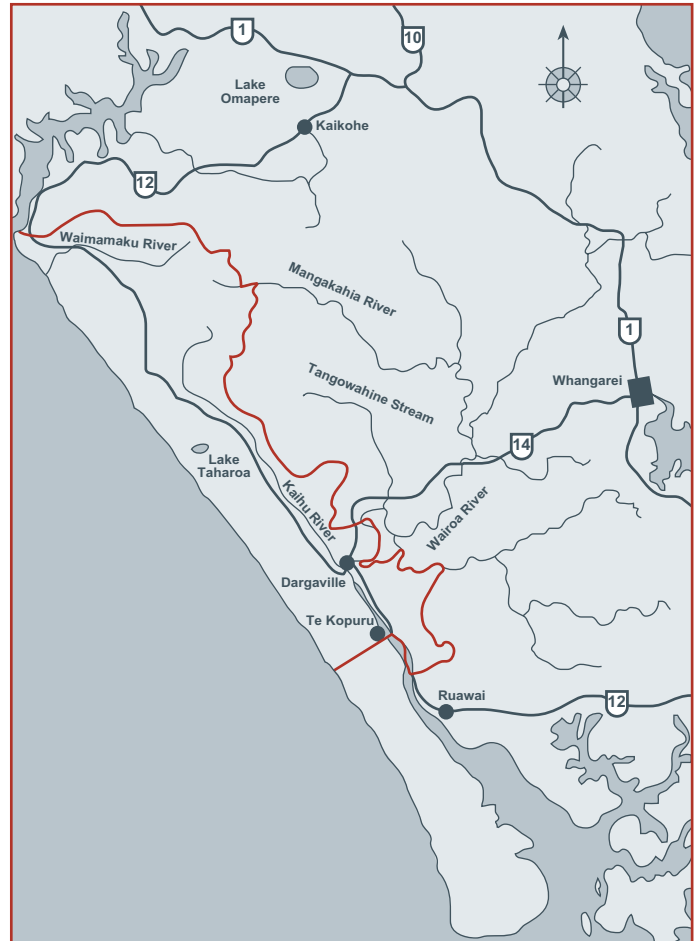 1
10
Lake
Omapere
Kaikohe
12
Waimamaku River
Mangakahia River
1
Whangarei
Tangowahine Stream
14
Lake
Taharoa
Kaihu River
Wairoa River
Dargaville
Te Kopuru
Ruawai
12